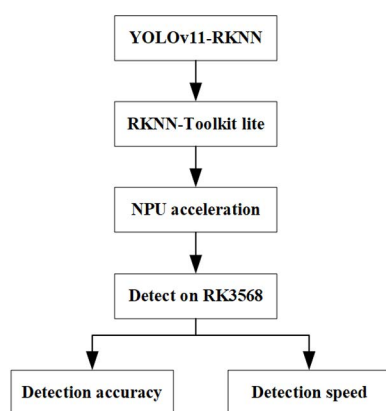 YOLOv11-RKNN
RKNN-Toolkit lite
NPU acceleration
Detect on RK3568
Detection accuracy
Detection speed